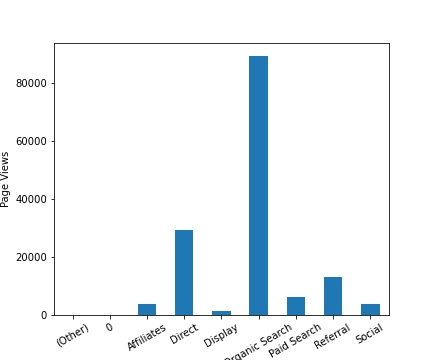 80000
60000
40000
20000
0
Page Views
(Other)
0
Affiliates
Direct
Display
Organic Search
Paid Search
Referral
Social